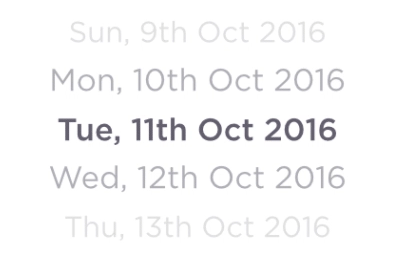 Sun, 9th Oct 2016
Mon, 10th Oct 2016
Tue, 11th Oct 2016
Wed, 12th Oct 2016
Thu, 13th Oct 2016